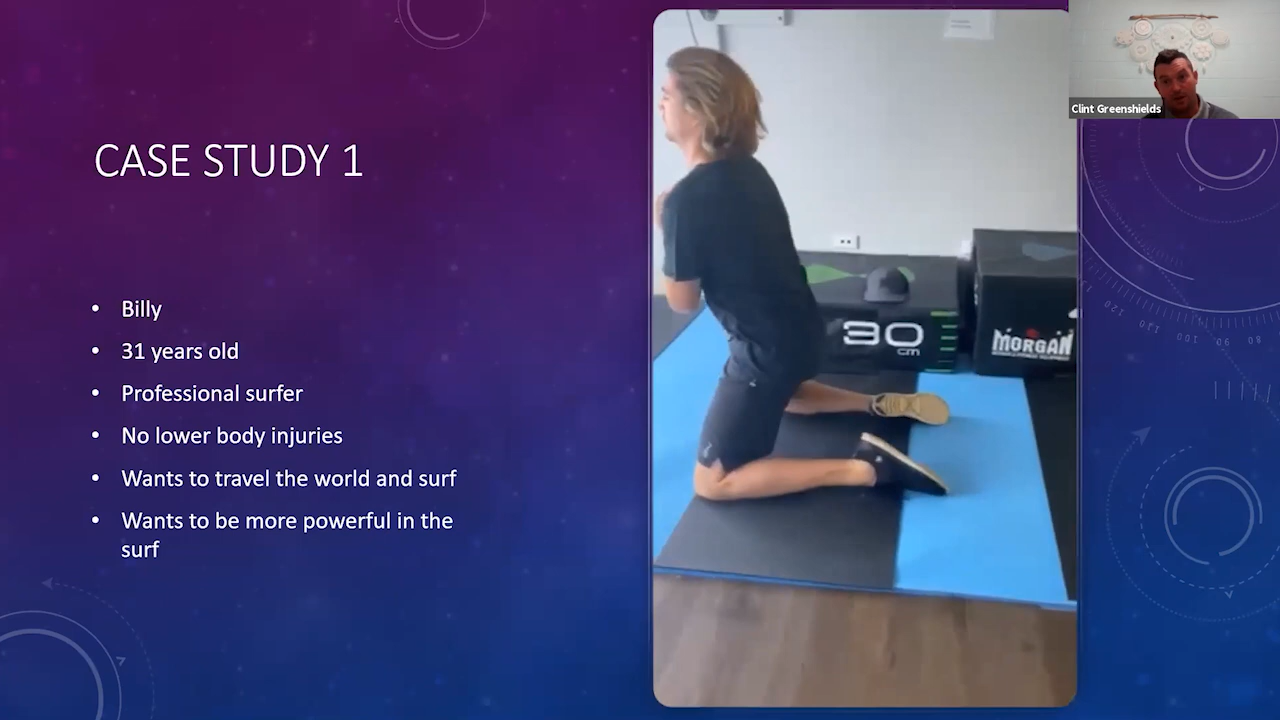 CASE STUDY 1
• Billy
• 31 years old
• Professional surfer
• No lower body injuries
• Wants to travel the world and surf
• Wants to be more powerful in the
surf
30
cm
MORGAN
Clint Greenshields